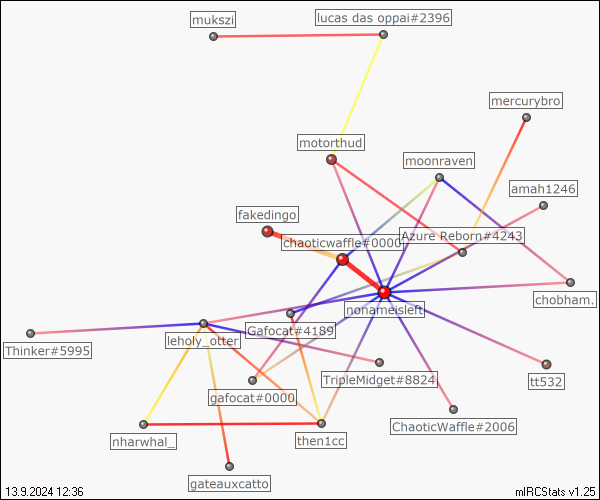 lucas das oppai#2396
mukszi
mercurybro
motorthud
moonraven
amah1246
fakedingo
Azure Reborn#4243
chaoticwaffle#0000
chobham.
nonameisleft
Gafocat#4189
leholy_otter
Thinker#5995
TripleMidget#8824
tt532
gafocat#0000
ChaoticWaffle#2006
nharwhal_
then1cc
gateauxcatto
13.9.2024 12:36
mIRCStats v1.25